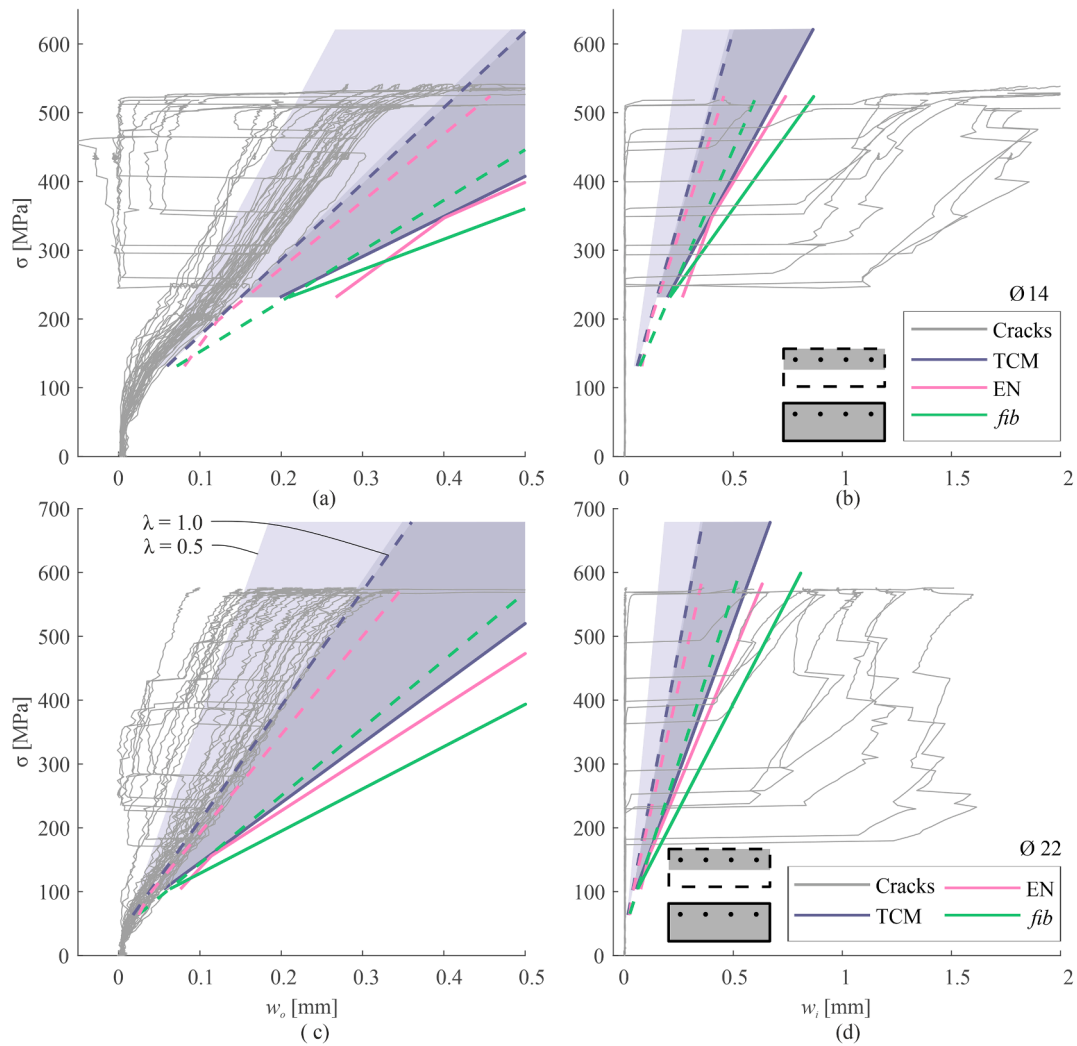 600
500
400
300
200
100
0
σ [MPa]
0
0.1
0.2
0.3
0.4
0.5
(a)
600
500
400
300
200
100
0
0
0.5
1
1.5
2
(b)
Ø 14
Cracks
TCM
EN
fib
700
600
500
400
300
200
100
0
σ [MPa]
λ = 1.0
λ = 0.5
0
0.1
0.2
0.3
0.4
0.5
wₒ [mm]
( c)
700
600
500
400
300
200
100
0
Ø 22
Cracks
EN
TCM
fib
0
0.5
1
1.5
2
wᵢ [mm]
(d)